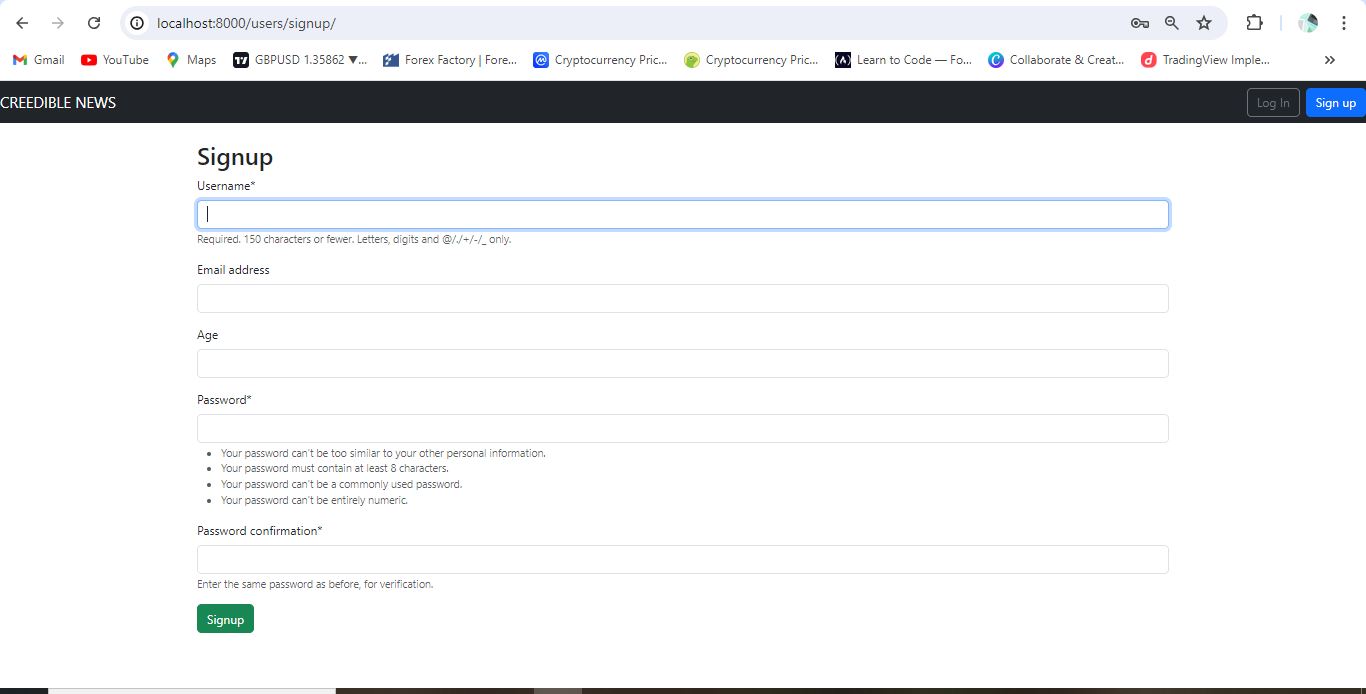 localhost:8000/users/signup/
Gmail YouTube Maps GBPUSD 1.35862 ▼... Forex Factory | Fore... Cryptocurrency Pric... Cryptocurrency Pric... Learn to Code — Fo... Collaborate & Creat... TradingView Imple... »
CREEDIBLE NEWS Log In Sign up
Signup
Username*
Required. 150 characters or fewer. Letters, digits and @/./+/-/_ only.
Email address
Age
Password*
• Your password can't be too similar to your other personal information.
• Your password must contain at least 8 characters.
• Your password can't be a commonly used password.
• Your password can't be entirely numeric.
Password confirmation*
Enter the same password as before, for verification.
Signup